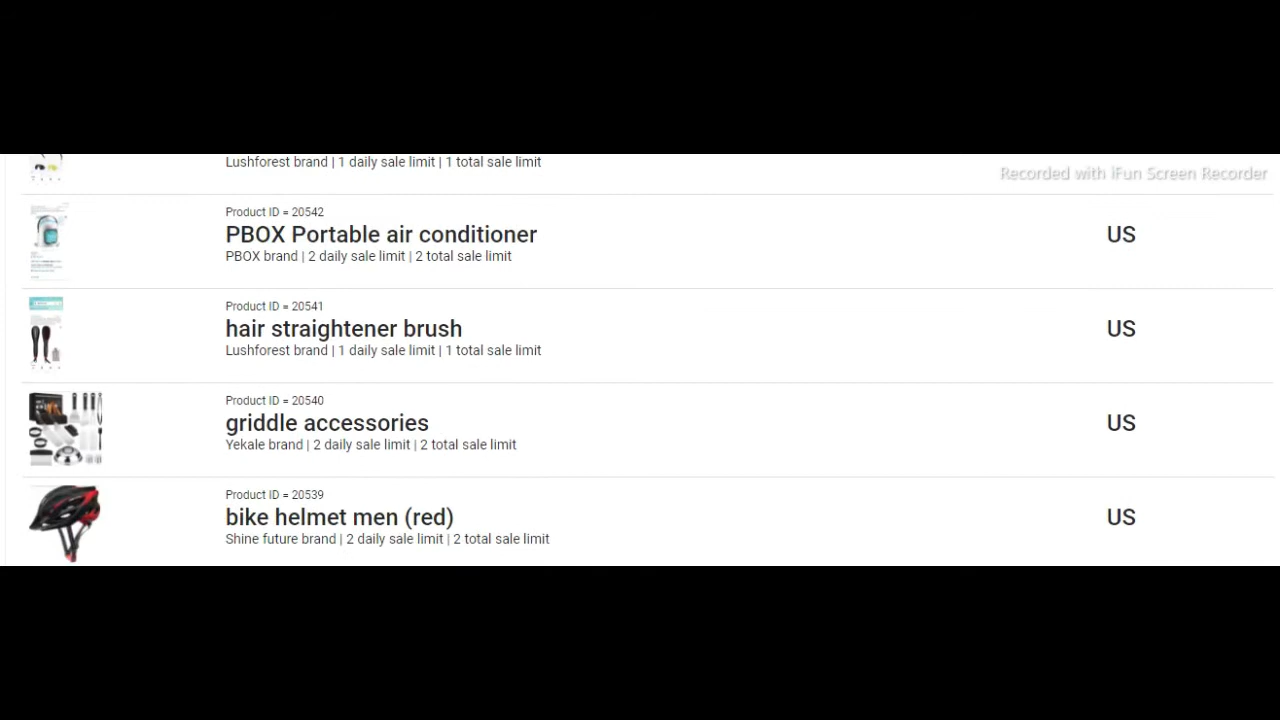 Lushforest brand | 1 daily sale limit | 1 total sale limit
Recorded with iFun Screen Recorder
Product ID = 20542
PBOX Portable air conditioner
US
PBOX brand | 2 daily sale limit | 2 total sale limit
Product ID = 20541
hair straightener brush
US
Lushforest brand | 1 daily sale limit | 1 total sale limit
Product ID = 20540
griddle accessories
US
Yekale brand | 2 daily sale limit | 2 total sale limit
Product ID = 20539
bike helmet men (red)
US
Shine future brand | 2 daily sale limit | 2 total sale limit